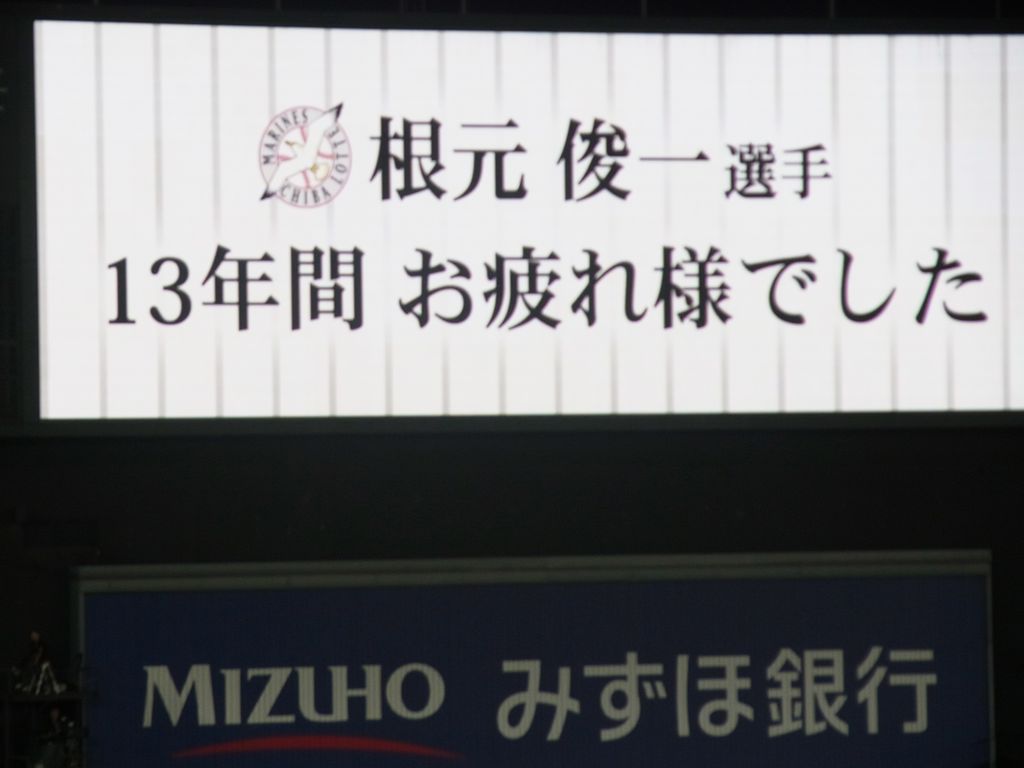 MARINES
CHIBA LOTTE
根元 俊一 選手
13年間 お疲れ様でした
MIZUHO みずほ銀行